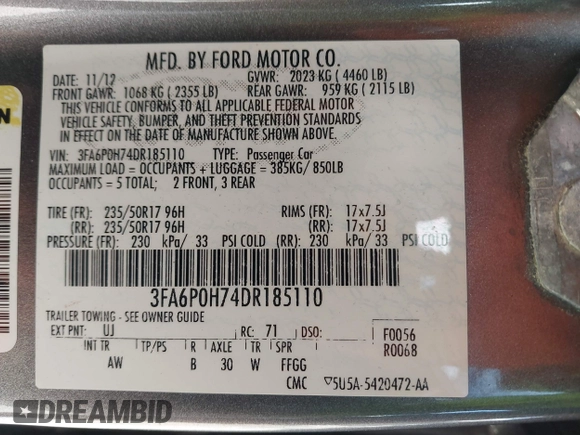 MFD. BY FORD MOTOR CO.
DATE: 11/12 GVWR: 2023 KG ( 4460 LB)
FRONT GAWR: 1068 KG ( 2355 LB) REAR GAWR: 959 KG ( 2115 LB)
THIS VEHICLE CONFORMS TO ALL APPLICABLE FEDERAL MOTOR
VEHICLE SAFETY, BUMPER, AND THEFT PREVENTION STANDARDS
IN EFFECT ON THE DATE OF MANUFACTURE SHOWN ABOVE.
VIN: 3FA6P0H74DR185110 TYPE: Passenger Car
MAXIMUM LOAD = OCCUPANTS + LUGGAGE = 385KG/ 850LB
OCCUPANTS = 5 TOTAL; 2 FRONT, 3 REAR
TIRE (FR): 235/50R17 96H RIMS (FR): 17x7.5J
(RR): 235/50R17 96H (RR): 17x7.5J
PRESSURE (FR): 230 kPa/ 33 PSI COLD (RR): 230 kPa/ 33 PSI COLD
3FA6P0H74DR185110
TRAILER TOWING - SEE OWNER GUIDE
EXT PNT: UJ RC: 71 DSO: F0056
R0068
INT TR TP/PS R AXLE TR SPR
AW B 30 W FFGG
CMC 5U5A-5420472-AA
DREAMBID